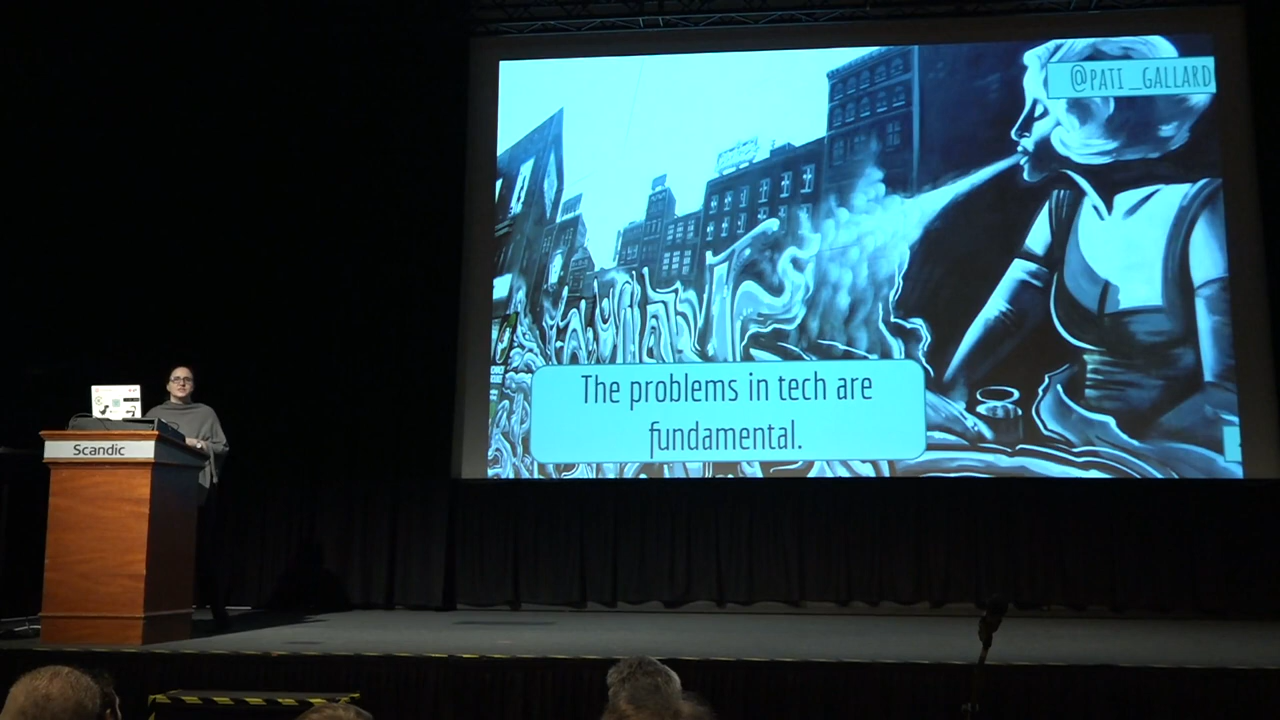 @PATI_GALLARD
The problems in tech are
fundamental.
Scandic